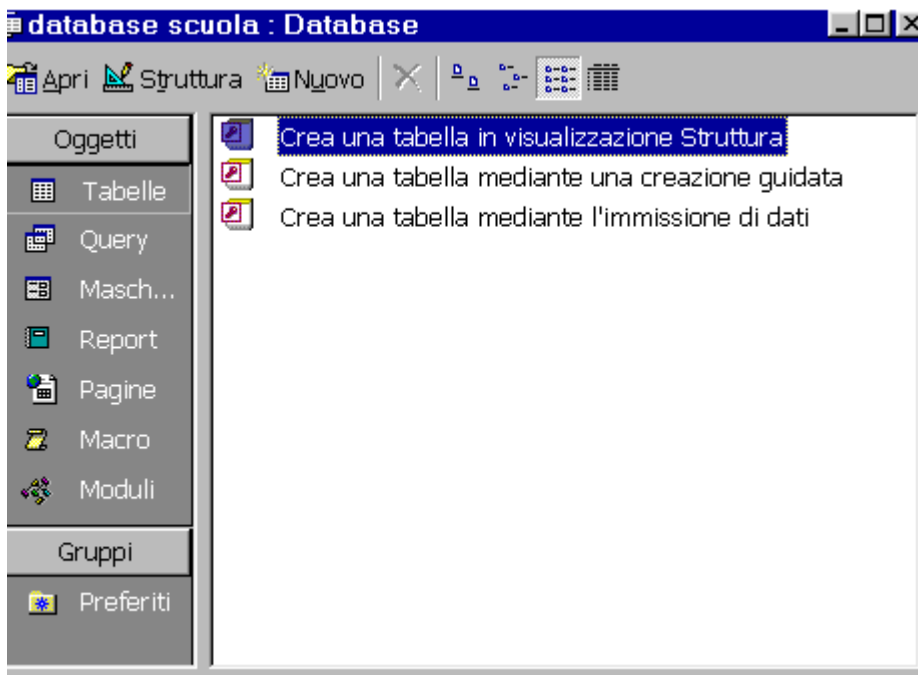 database scuola : Database
Apri Struttura Nuovo
Oggetti
Tabelle
Query
Masch...
Report
Pagine
Macro
Moduli
Gruppi
Preferiti
Crea una tabella in visualizzazione Struttura
Crea una tabella mediante una creazione guidata
Crea una tabella mediante l'immissione di dati